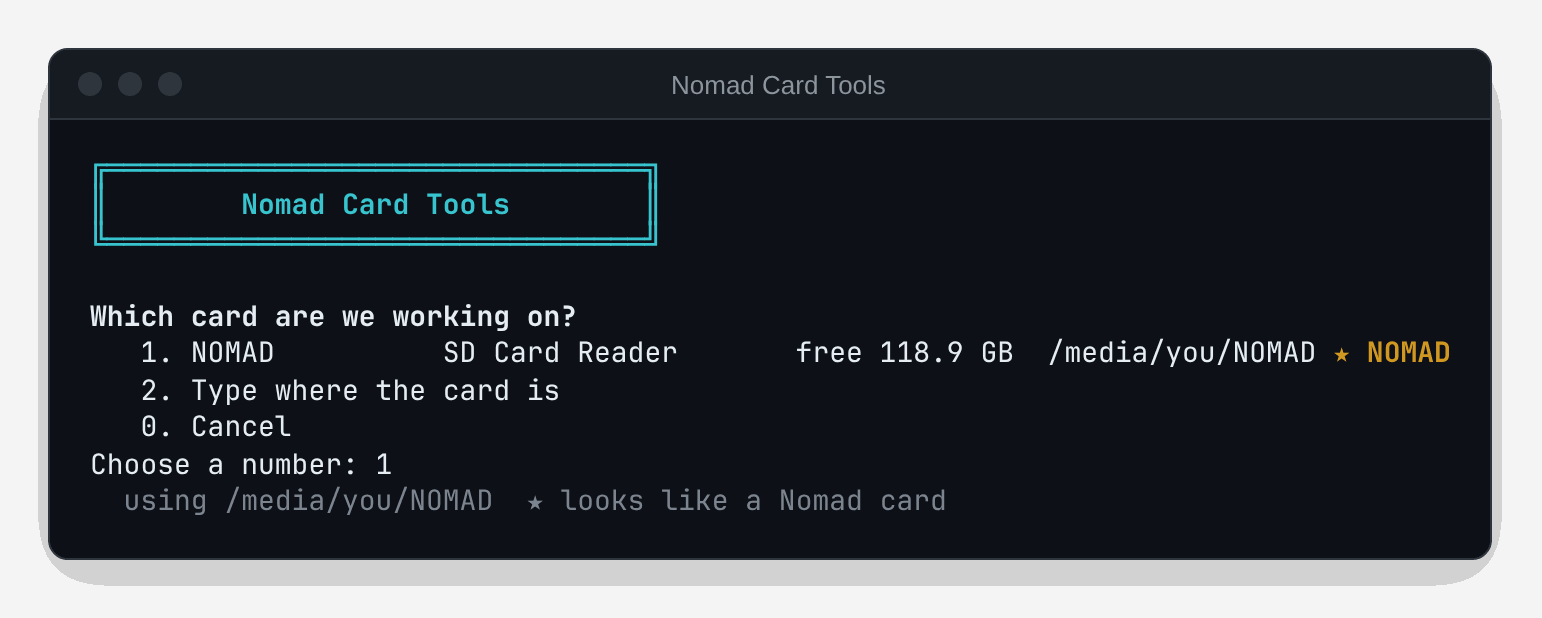 Nomad Card Tools
Nomad Card Tools
Which card are we working on?
1. NOMAD SD Card Reader free 118.9 GB /media/you/NOMAD ★ NOMAD
2. Type where the card is
0. Cancel
Choose a number: 1
using /media/you/NOMAD ★ looks like a Nomad card